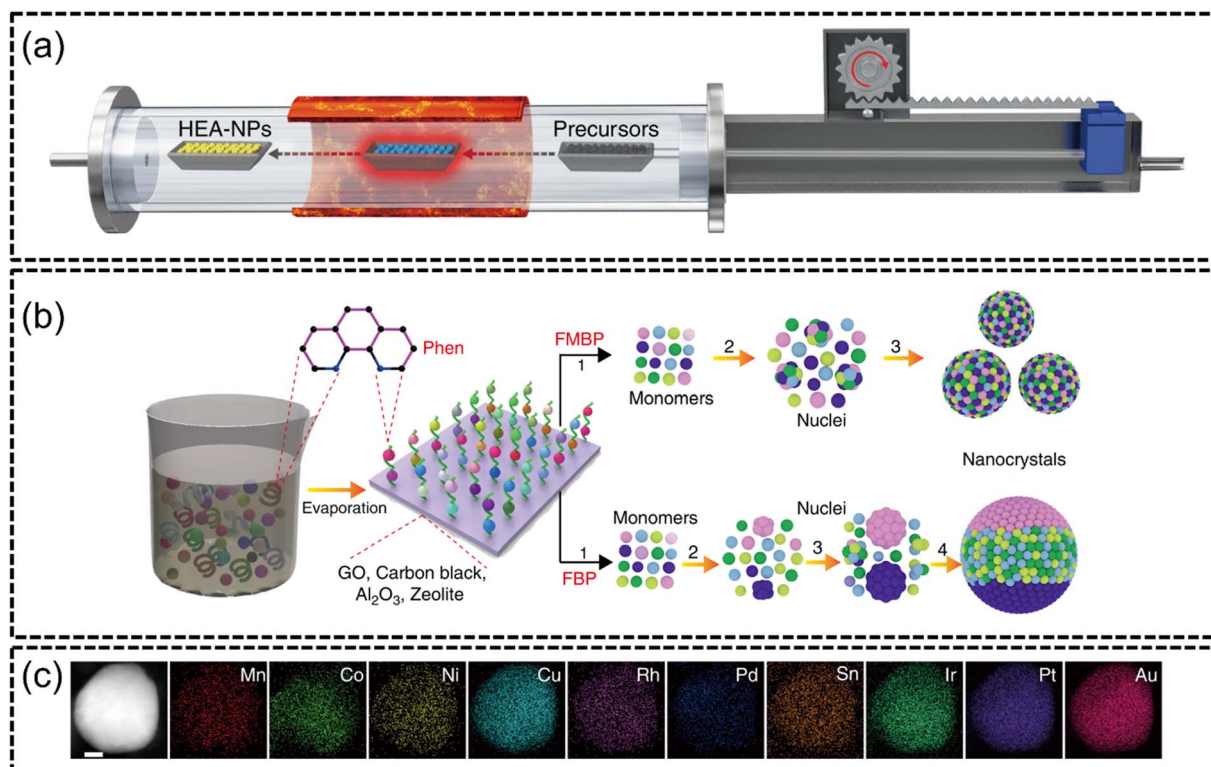 (a)
HEA-NPs
Precursors
(b)
Phen
Evaporation
GO, Carbon black,
Al₂O₃, Zeolite
FMBP
1
Monomers
2
Nuclei
3
Nanocrystals
FBP
1
Monomers
2
Nuclei
3
4
(c)
Mn
Co
Ni
Cu
Rh
Pd
Sn
Ir
Pt
Au